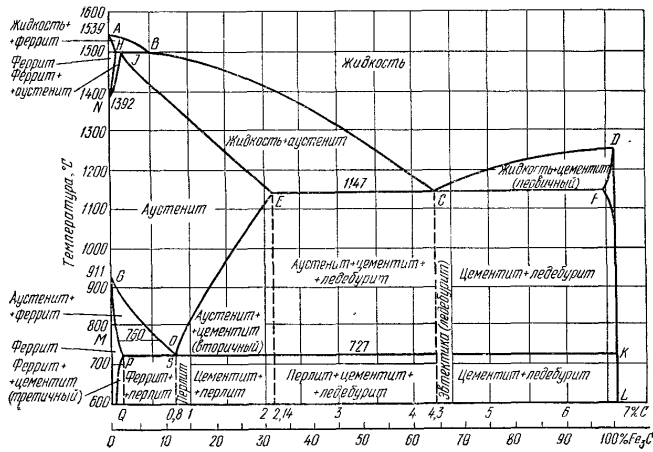 1600
1539
1500
1400
1392
1300
1200
1100
1000
911
900
800
700
600
Температура, °С
Жидкость+
+феррит
Феррит
Феррит+
+аустенит
N
A
H
J
B
Жидкость
Жидкость+аустенит
D
Жидкость+цементит
(первичный)
1147
E
C
F
Аустенит
G
Аустенит+
+феррит
M
Феррит
Феррит+
+цементит
(третичный)
Аустенит+
+цементит
(вторичный)
Аустенит+цементит+
+ледебурит
Эвтектика (ледебурит)
Цементит+ледебурит
760
O
S
P
727
K
Феррит+
+перлит
Перлит
Цементит+
+перлит
Перлит+цементит+
+ледебурит
Цементит+ледебурит
L
Q
0,8
1
2
2,14
3
4
4,3
5
6
7%C
0
10
20
30
40
50
60
70
80
90
100%Fe₃C